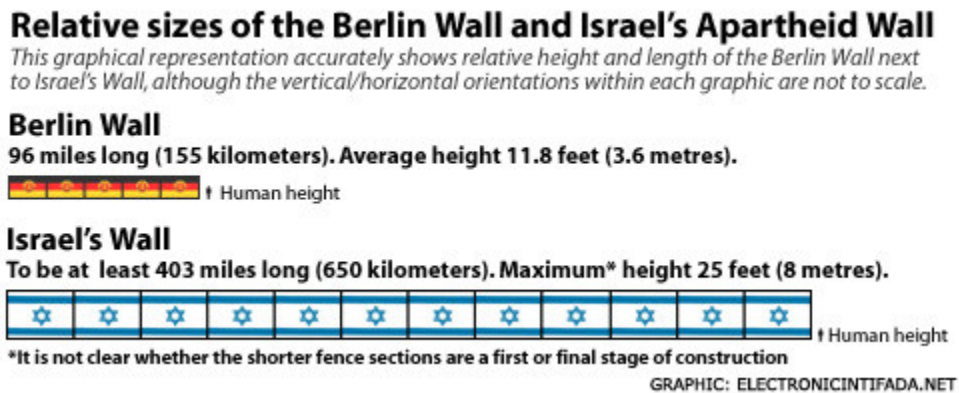 Relative sizes of the Berlin Wall and Israel's Apartheid Wall
This graphical representation accurately shows relative height and length of the Berlin Wall next
to Israel's Wall, although the vertical/horizontal orientations within each graphic are not to scale.
Berlin Wall
96 miles long (155 kilometers). Average height 11.8 feet (3.6 metres).
Human height
Israel's Wall
To be at least 403 miles long (650 kilometers). Maximum* height 25 feet (8 metres).
Human height
*It is not clear whether the shorter fence sections are a first or final stage of construction
GRAPHIC: ELECTRONICINTIFADA.NET